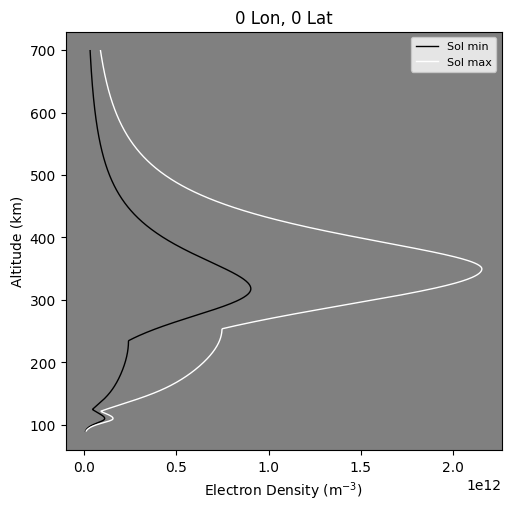 0 Lon, 0 Lat
Sol min
Sol max
700
600
500
400
300
200
100
Altitude (km)
0.0 0.5 1.0 1.5 2.0
1e12
Electron Density (m⁻³)